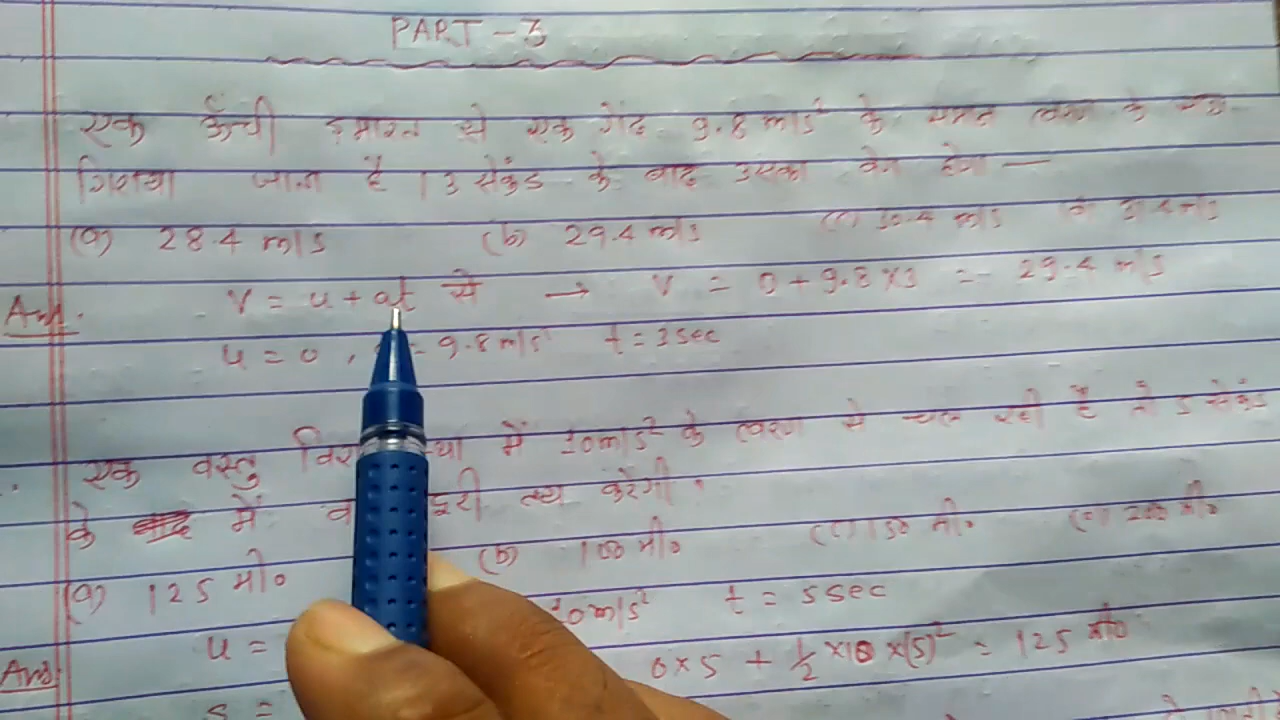 PART - 3
एक ऊँची इमारत से एक गेंद 9.8 m/s² के समान त्वरण के साथ
गिराया जाता है । 3 सेकेंड के बाद उसका वेग होगा —
(a) 28.4 m/s (b) 29.4 m/s (c) 30.4 m/s
Ans. v = u + at से → v = 0 + 9.8 x 3 = 29.4 m/s
u = 0 , = 9.8 m/s² t = 3 sec
एक वस्तु में 10 m/s² के त्वरण से चल रही है तो 5 सेकेंड
के में दूरी तय करेगी
(a) 125 मी० (b) 100 मी० (c) 150 मी० 200 मी०
10 m/s² t = 5 sec
Ans. u = 0 x 5 + 1/2 x 10 x (5)² = 125 मी०
s =